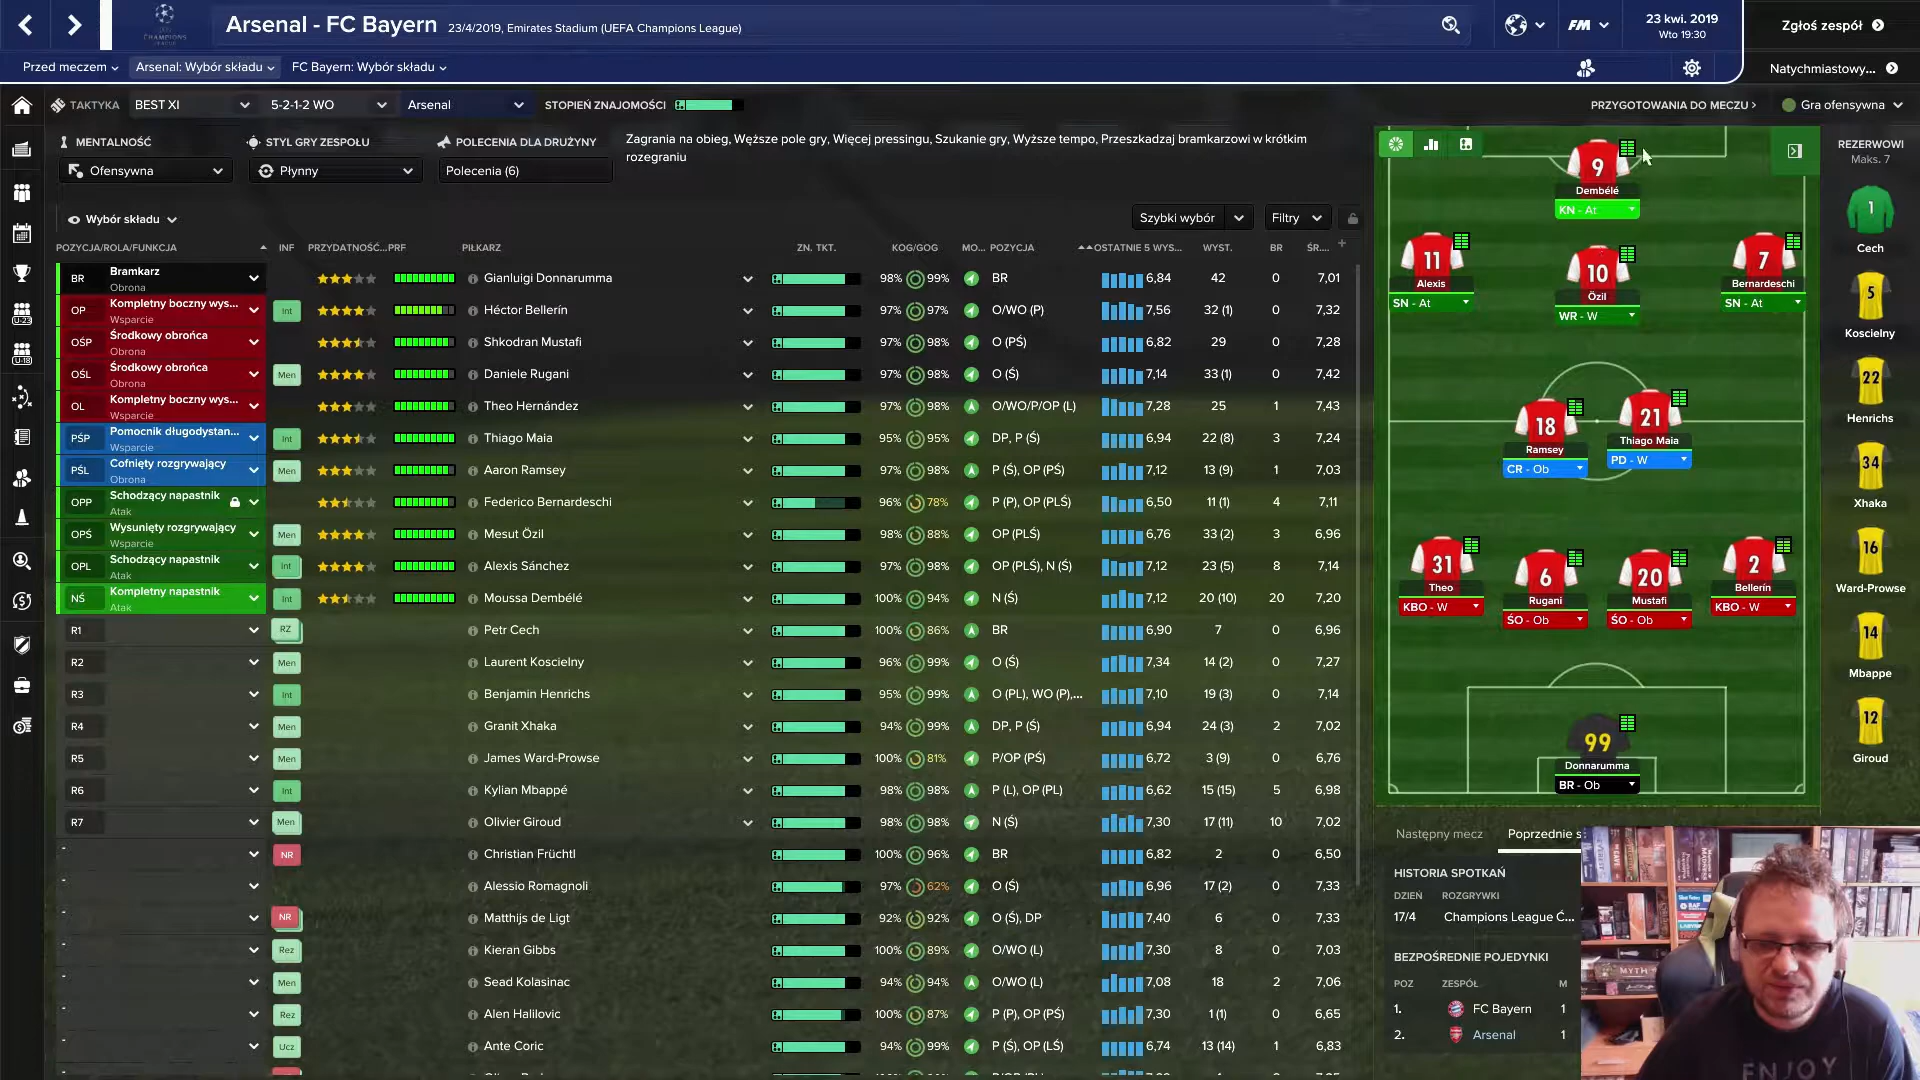 Arsenal - FC Bayern 23/4/2019, Emirates Stadium (UEFA Champions League)
FM
23 kwi. 2019
Wto 19:30
Zgłoś zespół
Przed meczem
Arsenal: Wybór składu
FC Bayern: Wybór składu
Natychmiastowy...
TAKTYKA BEST XI 5-2-1-2 WO Arsenal STOPIEŃ ZNAJOMOŚCI
PRZYGOTOWANIA DO MECZU > Gra ofensywna
MENTALNOŚĆ STYL GRY ZESPOŁU POLECENIA DLA DRUŻYNY
Ofensywna Płynny Polecenia (6)
Zagrania na obieg, Węższe pole gry, Więcej pressingu, Szukanie gry, Wyższe tempo, Przeszkadzaj bramkarzowi w krótkim
rozegraniu
Wybór składu Szybki wybór Filtry
POZYCJA/ROLA/FUNKCJA INF PRZYDATNOŚĆ... PRF PIŁKARZ ZN. TKT. KOG/GOG MO... POZYCJA OSTATNIE 5 WYS... WYST. BR ŚR.... +
BR Bramkarz Obrona Gianluigi Donnarumma 98% 99% BR 6,84 42 0 7,01
OP Kompletny boczny wys... Wsparcie Int Héctor Bellerín 97% 97% O/WO (P) 7,56 32 (1) 0 7,32
OŚP Środkowy obrońca Obrona Shkodran Mustafi 97% 98% O (PŚ) 6,82 29 0 7,28
OŚL Środkowy obrońca Obrona Men Daniele Rugani 97% 98% O (Ś) 7,14 33 (1) 0 7,42
OL Kompletny boczny wys... Wsparcie Theo Hernández 97% 98% O/WO/P/OP (L) 7,28 25 1 7,43
PŚP Pomocnik długodystan... Wsparcie Int Thiago Maia 95% 95% DP, P (Ś) 6,94 22 (8) 3 7,24
PŚL Cofnięty rozgrywający Obrona Men Aaron Ramsey 97% 98% P (Ś), OP (PŚ) 7,12 13 (9) 1 7,03
OPP Schodzący napastnik Atak Federico Bernardeschi 96% 78% P (P), OP (PLŚ) 6,50 11 (1) 4 7,11
OPŚ Wysunięty rozgrywający Wsparcie Men Mesut Özil 98% 88% OP (PLŚ) 6,76 33 (2) 3 6,96
OPL Schodzący napastnik Atak Int Alexis Sánchez 97% 98% OP (PLŚ), N (Ś) 7,12 23 (5) 8 7,14
NŚ Kompletny napastnik Atak Int Moussa Dembélé 100% 94% N (Ś) 7,12 20 (10) 20 7,20
R1 RZ Petr Cech 100% 86% BR 6,90 7 0 6,96
R2 Men Laurent Koscielny 96% 99% O (Ś) 7,34 14 (2) 0 7,27
R3 Int Benjamin Henrichs 95% 99% O (PL), WO (P),... 7,10 19 (3) 0 7,14
R4 Men Granit Xhaka 94% 99% DP, P (Ś) 6,94 24 (3) 2 7,02
R5 Men James Ward-Prowse 100% 81% P/OP (PŚ) 6,72 3 (9) 0 6,76
R6 Int Kylian Mbappé 98% 98% P (L), OP (PL) 6,62 15 (15) 5 6,98
R7 Men Olivier Giroud 98% 98% N (Ś) 7,30 17 (11) 10 7,02
- NR Christian Früchtl 100% 96% BR 6,82 2 0 6,50
- Alessio Romagnoli 97% 62% O (Ś) 6,96 17 (2) 0 7,33
- NR Matthijs de Ligt 92% 92% O (Ś), DP 7,40 6 0 7,33
- Rez Kieran Gibbs 100% 89% O/WO (L) 7,30 8 0 7,03
- Men Sead Kolasinac 94% 94% O/WO (L) 7,08 18 2 7,06
- Rez Alen Halilovic 100% 87% P (P), OP (PŚ) 7,30 1 (1) 0 6,65
- Ucz Ante Coric 94% 99% P (Ś), OP (LŚ) 6,74 13 (14) 1 6,83
U-23
U-18
9
Dembélé
KN - At
11 10 7
Alexis Özil Bernardeschi
SN - At WR - W SN - At
18 21
Ramsey Thiago Maia
CR - Ob PD - W
31 6 20 2
Theo Rugani Mustafi Bellerín
KBO - W ŚO - Ob ŚO - Ob KBO - W
99
Donnarumma
BR - Ob
REZERWOWI
Maks. 7
1
Cech
5
Koscielny
22
Henrichs
34
Xhaka
16
Ward-Prowse
14
Mbappe
12
Giroud
Następny mecz Poprzednie s
HISTORIA SPOTKAŃ
DZIEŃ ROZGRYWKI
17/4 Champions League Ć...
BEZPOŚREDNIE POJEDYNKI
POZ ZESPÓŁ M
1. FC Bayern 1
2. Arsenal 1
MYTH
ENJOY